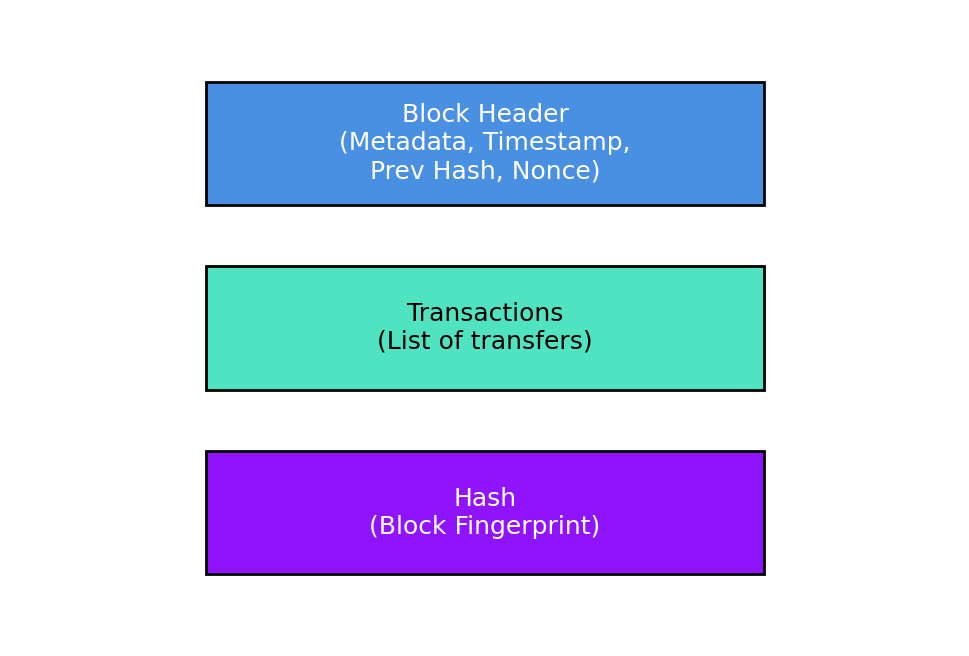 Block Header
(Metadata, Timestamp,
Prev Hash, Nonce)
Transactions
(List of transfers)
Hash
(Block Fingerprint)